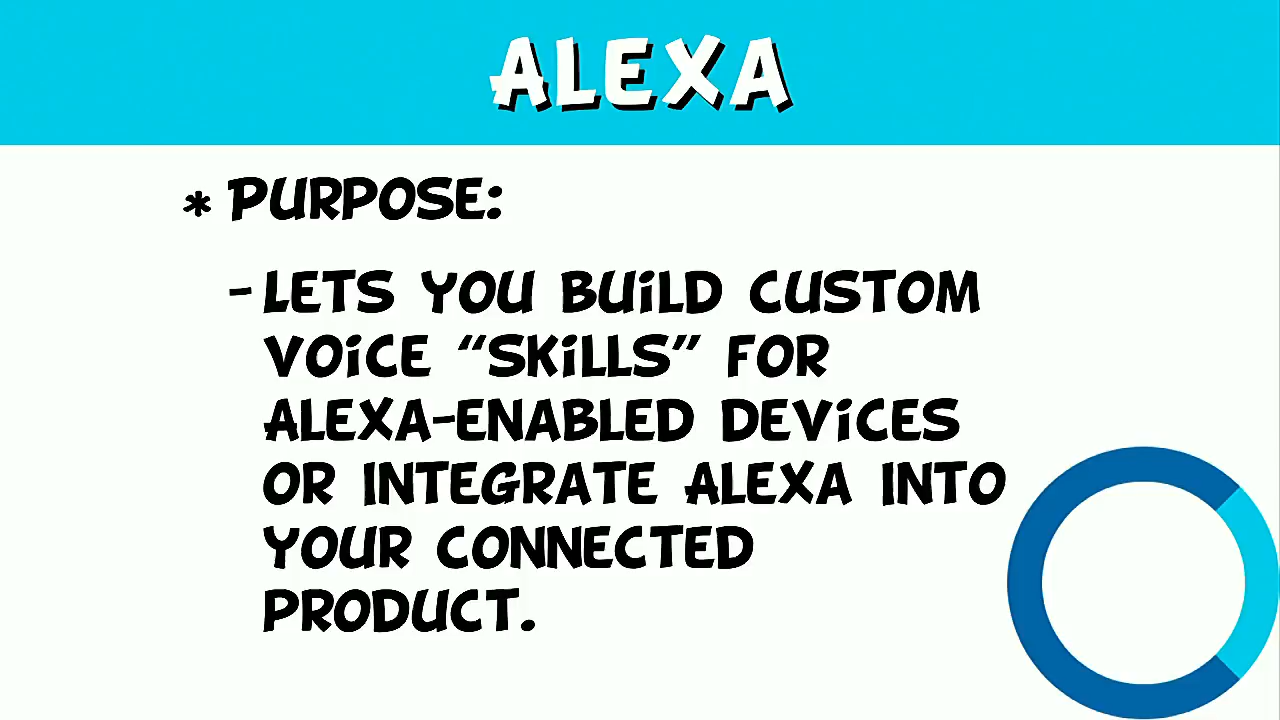 ALEXA
* PURPOSE:
- LETS YOU BUILD CUSTOM
VOICE “SKILLS” FOR
ALEXA-ENABLED DEVICES
OR INTEGRATE ALEXA INTO
YOUR CONNECTED
PRODUCT.